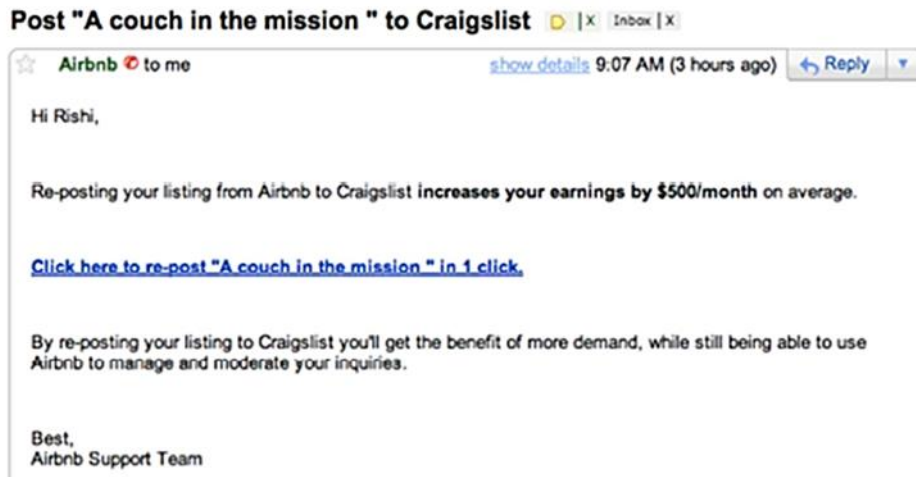 Post "A couch in the mission " to Craigslist | X Inbox | X
Airbnb to me show details 9:07 AM (3 hours ago) Reply
Hi Rishi,
Re-posting your listing from Airbnb to Craigslist increases your earnings by $500/month on average.
Click here to re-post "A couch in the mission " in 1 click.
By re-posting your listing to Craigslist you'll get the benefit of more demand, while still being able to use
Airbnb to manage and moderate your inquiries.
Best,
Airbnb Support Team